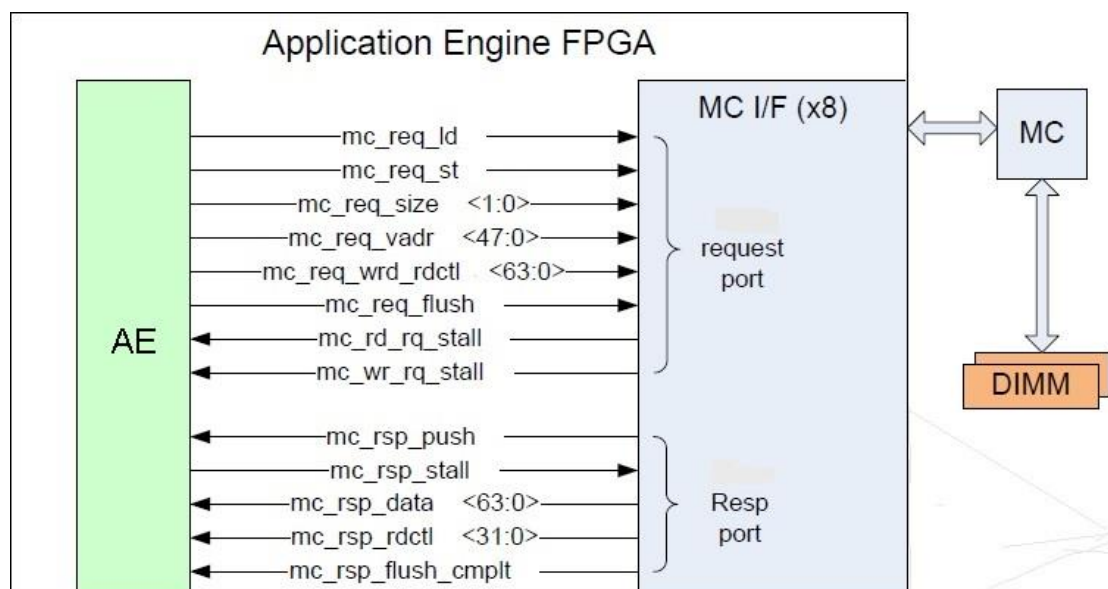 Application Engine FPGA
MC I/F (x8)
MC
mc_req_ld
mc_req_st
mc_req_size <1:0>
mc_req_vadr <47:0>
mc_req_wrd_rdctl <63:0>
mc_req_flush
mc_rd_rq_stall
mc_wr_rq_stall
request
port
AE
DIMM
mc_rsp_push
mc_rsp_stall
mc_rsp_data <63:0>
mc_rsp_rdctl <31:0>
mc_rsp_flush_cmplt
Resp
port